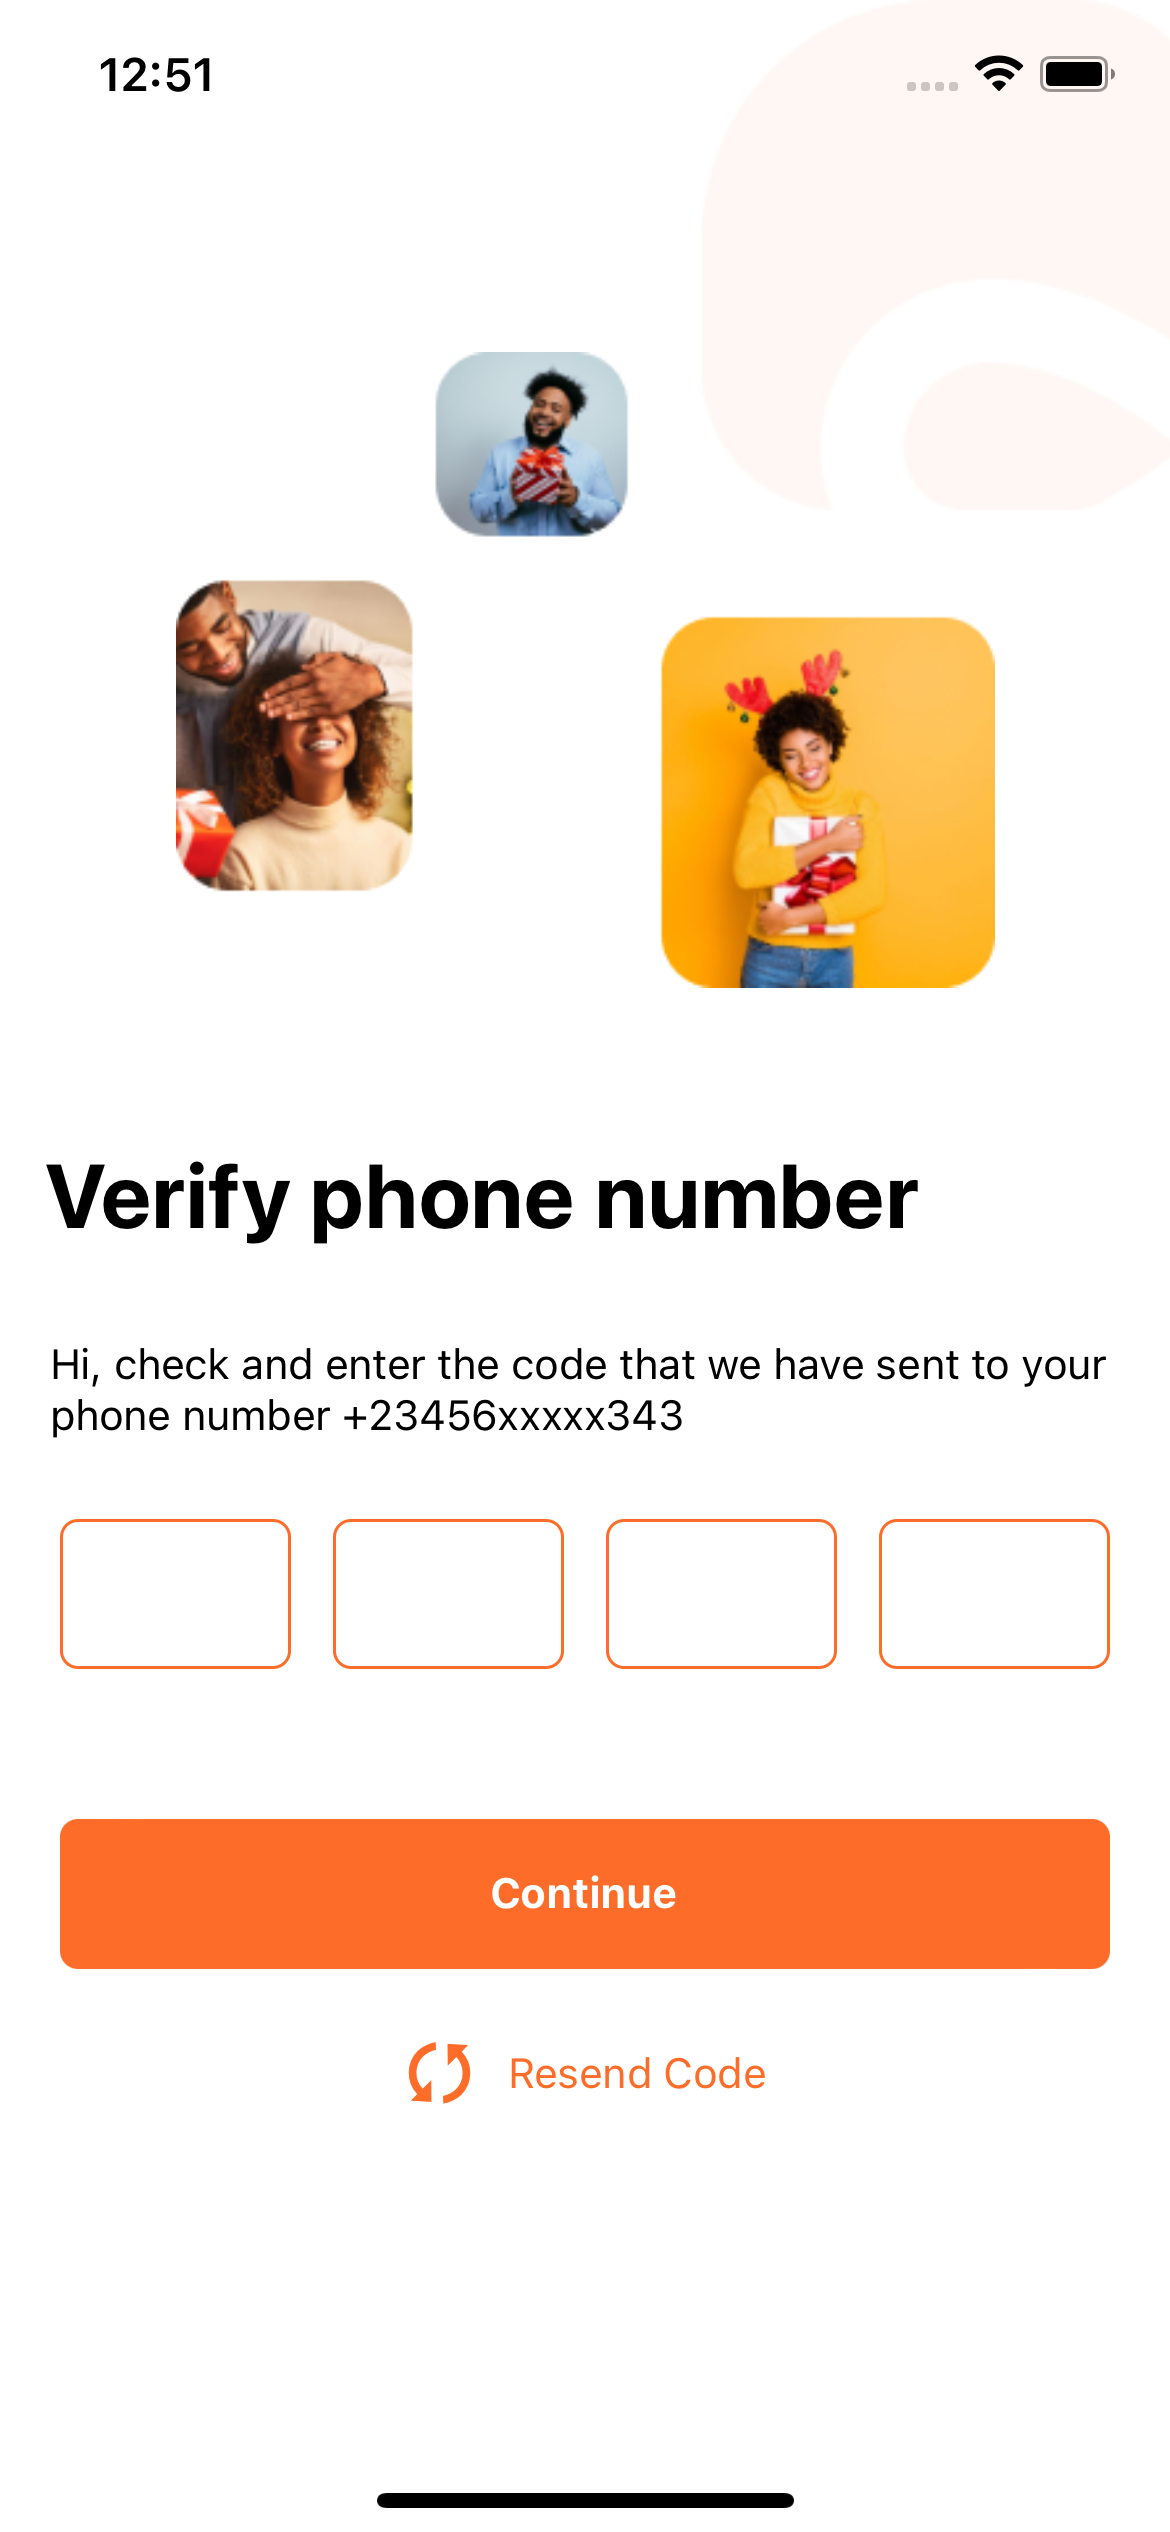 12:51
Verify phone number
Hi, check and enter the code that we have sent to your
phone number +23456xxxxx343
Continue
Resend Code